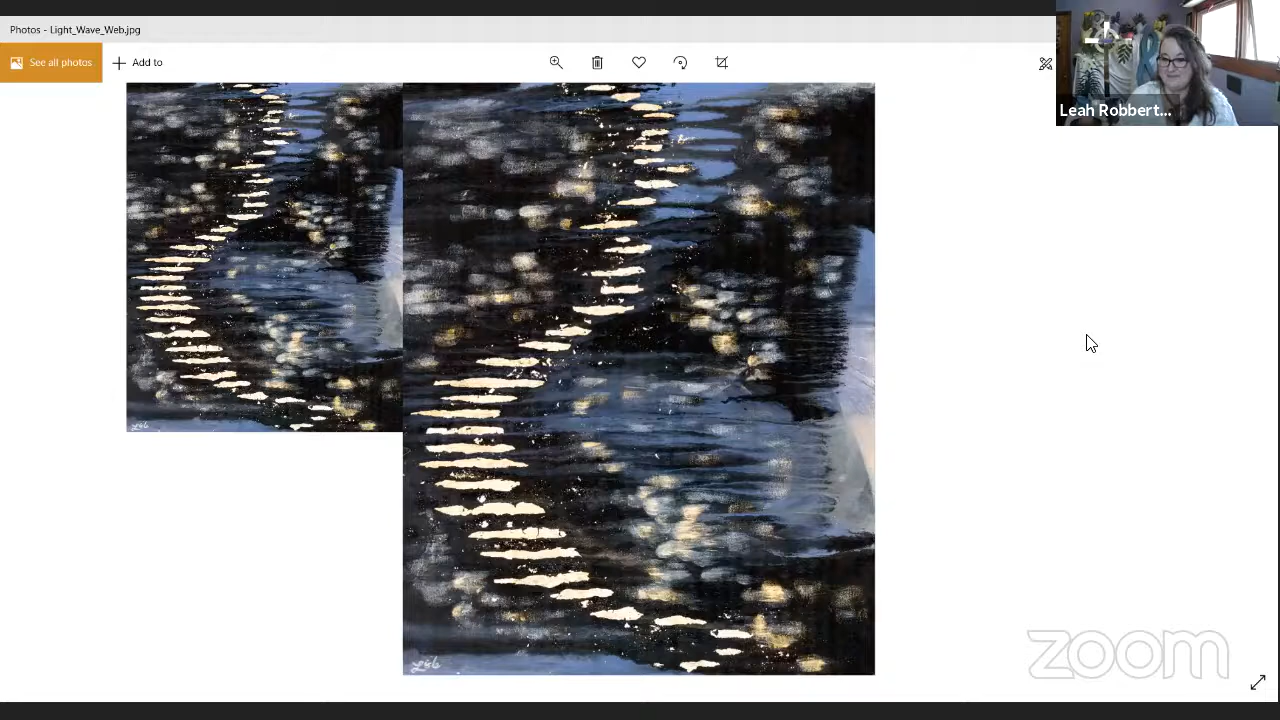 Photos - Light_Wave_Web.jpg
See all photos
Add to
Leah Robbert...
zoom